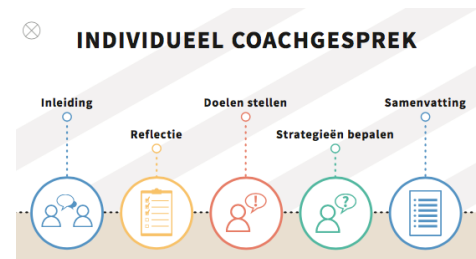 INDIVIDUEEL COACHGESPREK
Inleiding
Reflectie
Doelen stellen
Strategieën bepalen
Samenvatting
!
?